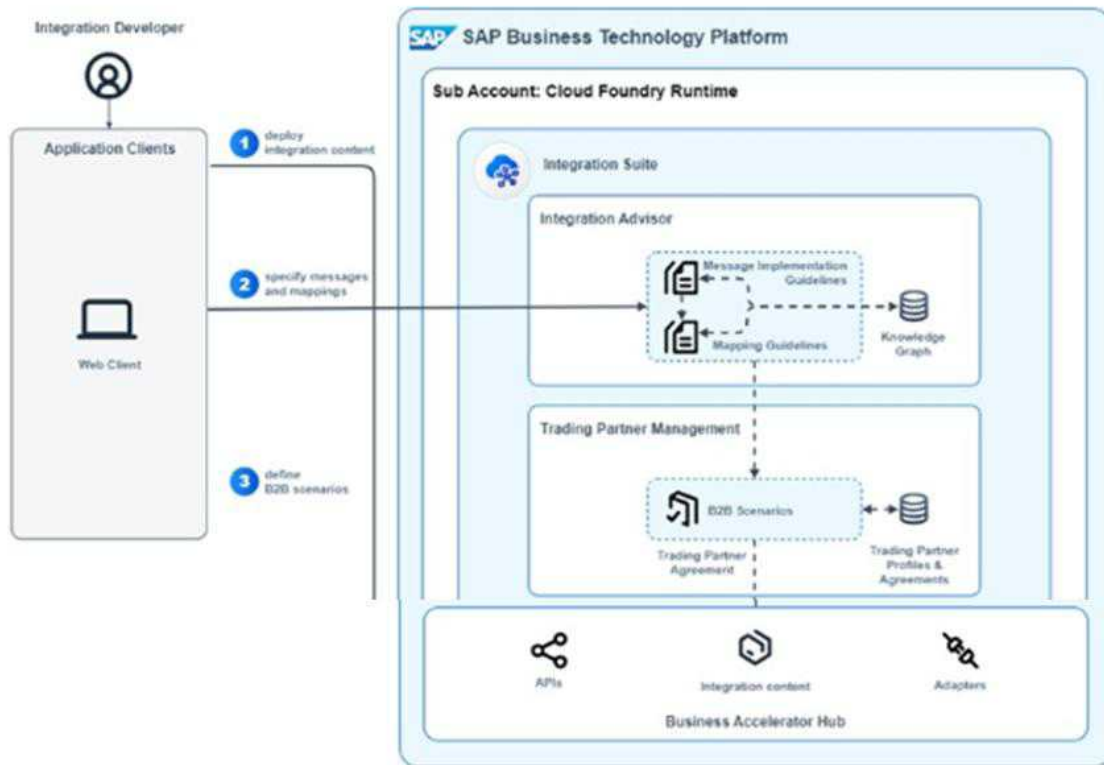 Integration Developer
SAP SAP Business Technology Platform
Sub Account: Cloud Foundry Runtime
Application Clients
1 deploy
integration content
Integration Suite
Integration Advisor
2 specify messages
and mappings
Message Implementation
Guidelines
Mapping Guidelines
Knowledge
Graph
Web Client
Trading Partner Management
3 define
B2B scenarios
B2B Scenarios
Trading Partner
Agreement
Trading Partner
Profiles &
Agreements
APIs
Integration content
Adapters
Business Accelerator Hub